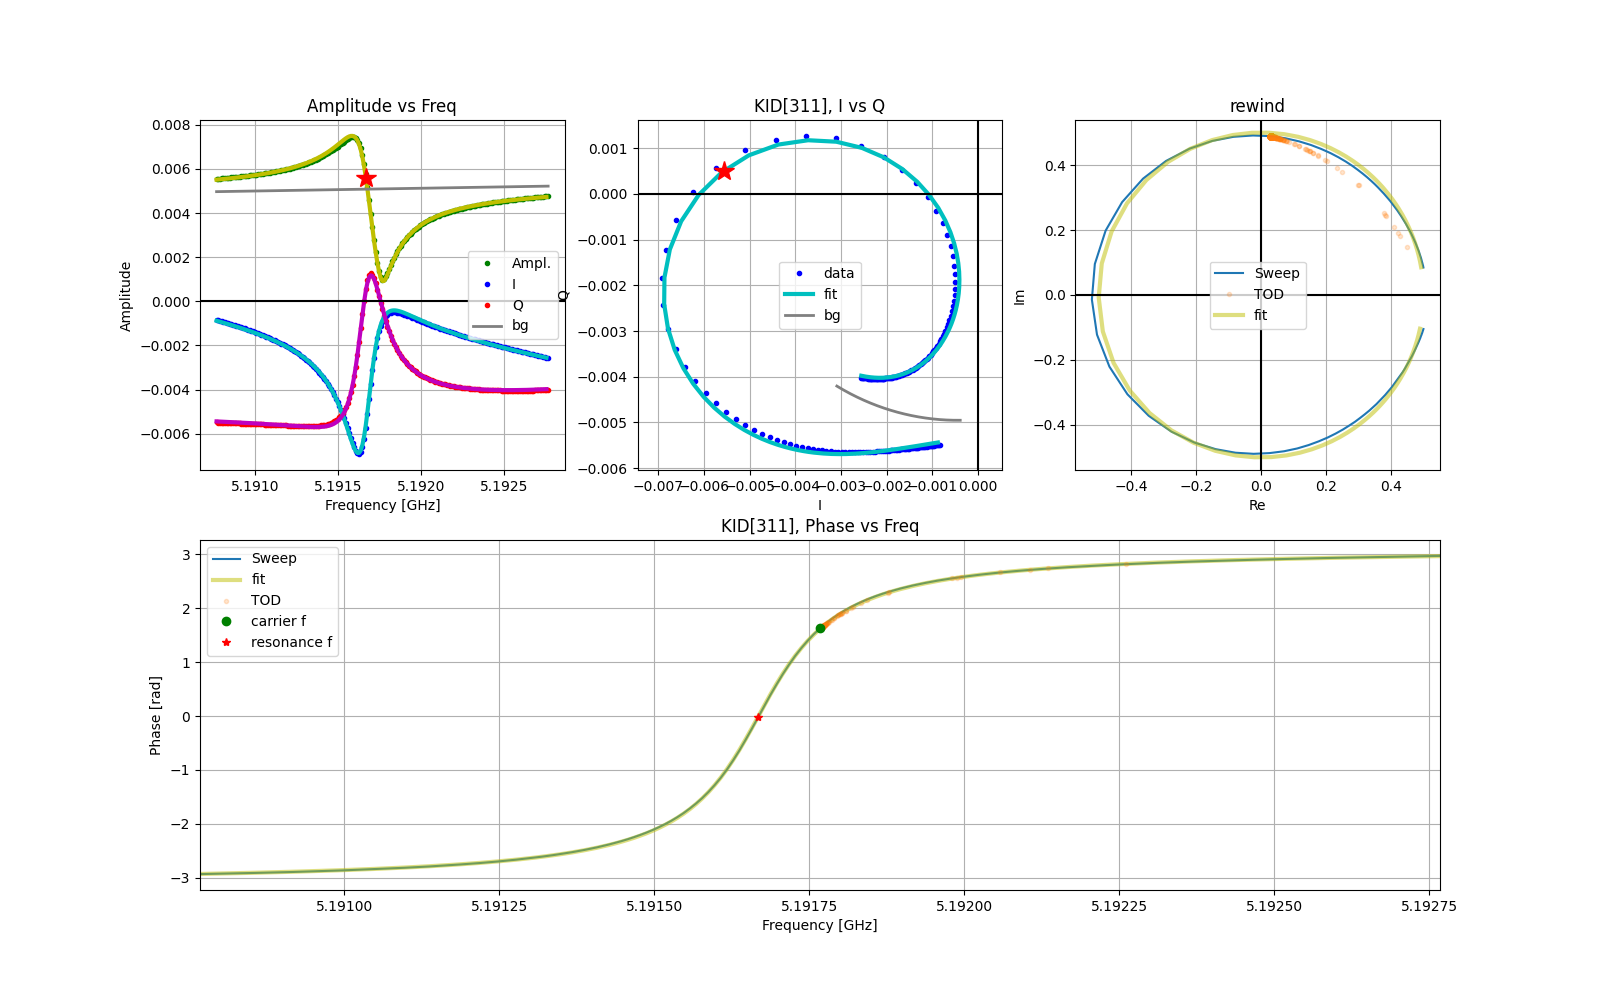 Amplitude vs Freq
0.008
0.006
0.004
0.002
0.000
−0.002
−0.004
−0.006
Amplitude
5.1910
5.1915
5.1920
5.1925
Frequency [GHz]
Ampl.
I
Q
bg
KID[311], I vs Q
0.001
0.000
−0.001
−0.002
−0.003
−0.004
−0.005
−0.006
Q
−0.007
−0.006
−0.005
−0.004
−0.003
−0.002
−0.001
0.000
I
data
fit
bg
rewind
0.4
0.2
0.0
−0.2
−0.4
Im
−0.4
−0.2
0.0
0.2
0.4
Re
Sweep
TOD
fit
KID[311], Phase vs Freq
3
2
1
0
−1
−2
−3
Phase [rad]
Sweep
fit
TOD
carrier f
resonance f
5.19100
5.19125
5.19150
5.19175
5.19200
5.19225
5.19250
5.19275
Frequency [GHz]